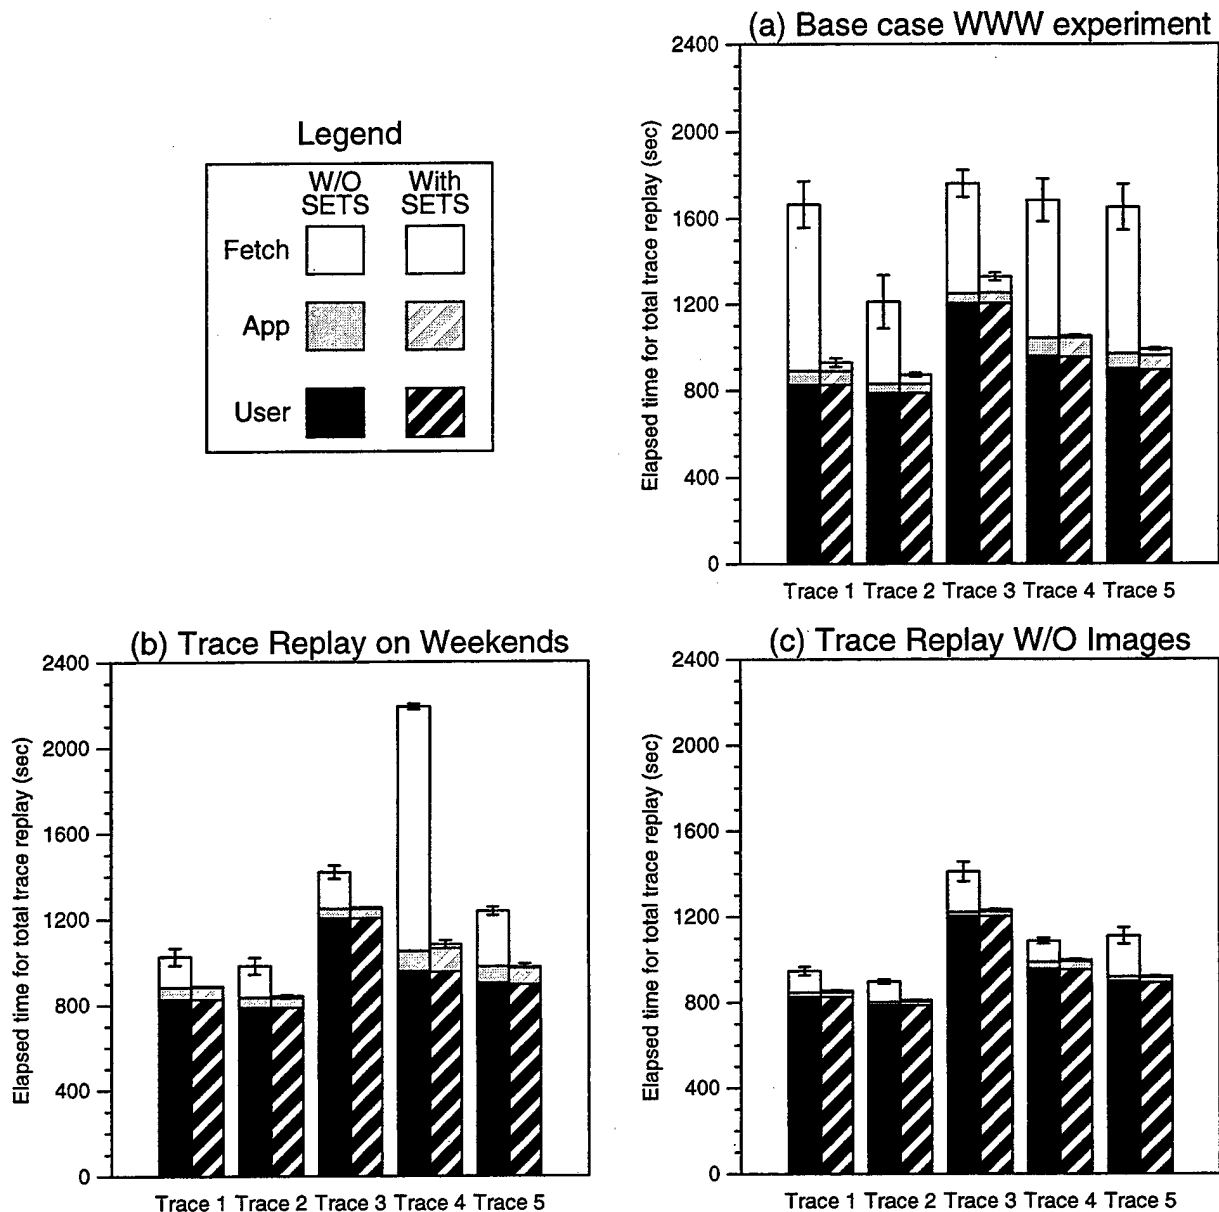 (a) Base case WWW experiment
Legend
W/O With
SETS SETS
Fetch
App
User
Elapsed time for total trace replay (sec)
2400
2000
1600
1200
800
400
0
Trace 1 Trace 2 Trace 3 Trace 4 Trace 5
(b) Trace Replay on Weekends
Elapsed time for total trace replay (sec)
2400
2000
1600
1200
800
400
0
Trace 1 Trace 2 Trace 3 Trace 4 Trace 5
(c) Trace Replay W/O Images
Elapsed time for total trace replay (sec)
2400
2000
1600
1200
800
400
0
Trace 1 Trace 2 Trace 3 Trace 4 Trace 5